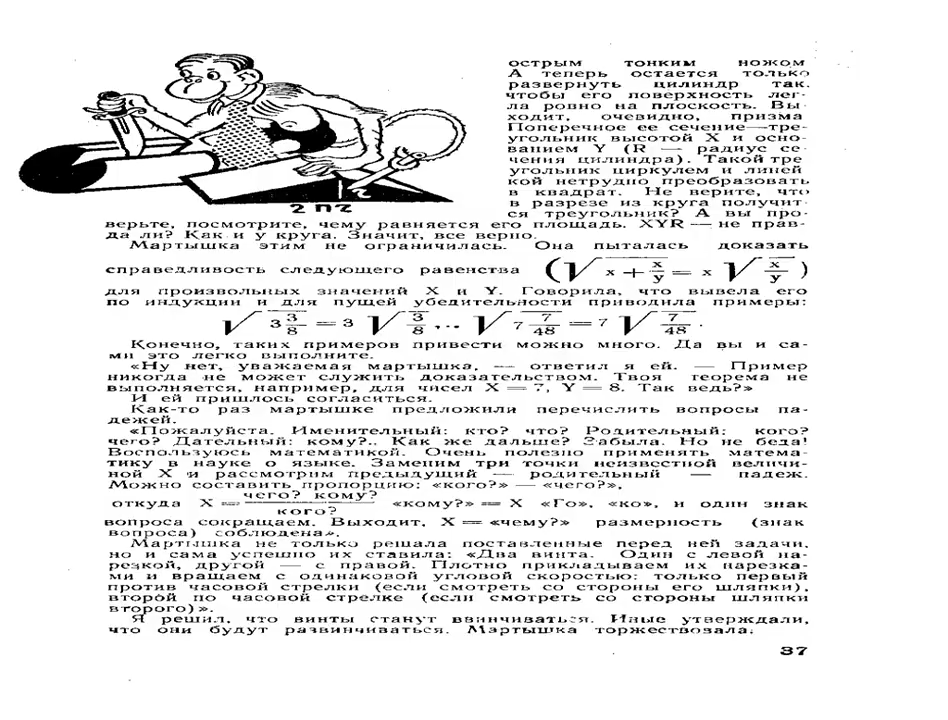 острым тонким ножом
А теперь остается только
развернуть цилиндр так,
чтобы его поверхность лег-
ла ровно на плоскость. Вы
ходит, очевидно, призма
Поперечное ее сечение—тре-
угольник высотой X и осно-
ванием Y (R — радиус се
чения цилиндра). Такой тре
угольник циркулем и линей
кой нетрудно преобразовать
в квадрат. Не верите, что
в разрезе из круга получит
ся треугольник? А вы про-
2πr
верьте, посмотрите, чему равняется его площадь. XYR — не прав-
да ли? Как и у круга. Значит, все верно.
Мартышка этим не ограничилась. Она пыталась доказать
справедливость следующего равенства (√x + x/y = x √x/y )
для произвольных значений X и Y. Говорила, что вывела его
по индукции и для пущей убедительности приводила примеры:
√3 3/8 = 3 √3/8 ,.. √7 7/48 = 7 √7/48 .
Конечно, таких примеров привести можно много. Да вы и са-
ми это легко выполните.
«Ну нет, уважаемая мартышка, — ответил я ей. — Пример
никогда не может служить доказательством. Твоя теорема не
выполняется, например, для чисел X = 7, Y = 8. Так ведь?»
И ей пришлось согласиться.
Как-то раз мартышке предложили перечислить вопросы па-
дежей.
«Пожалуйста. Именительный: кто? что? Родительный: кого?
чего? Дательный: кому?.. Как же дальше? Забыла. Но не беда!
Воспользуюсь математикой. Очень полезно применять матема-
тику в науке о языке. Заменим три точки неизвестной величи-
ной X и рассмотрим предыдущий — родительный — падеж.
Можно составить пропорцию: «кого?» — «чего?»,
откуда X = чего? кому? / кого? «кому?» = X «Го», «ко», и один знак
вопроса сокращаем. Выходит, X = «чему?» размерность (знак
вопроса) соблюдена».
Мартышка не только решала поставленные перед ней задачи,
но и сама успешно их ставила: «Два винта. Один с левой на-
резкой, другой — с правой. Плотно прикладываем их нарезка-
ми и вращаем с одинаковой угловой скоростью: только первый
против часовой стрелки (если смотреть со стороны его шляпки),
второй по часовой стрелке (если смотреть со стороны шляпки
второго)».
Я решил, что винты станут ввинчиваться. Иные утверждали,
что они будут развинчиваться. Мартышка торжествовала:
37